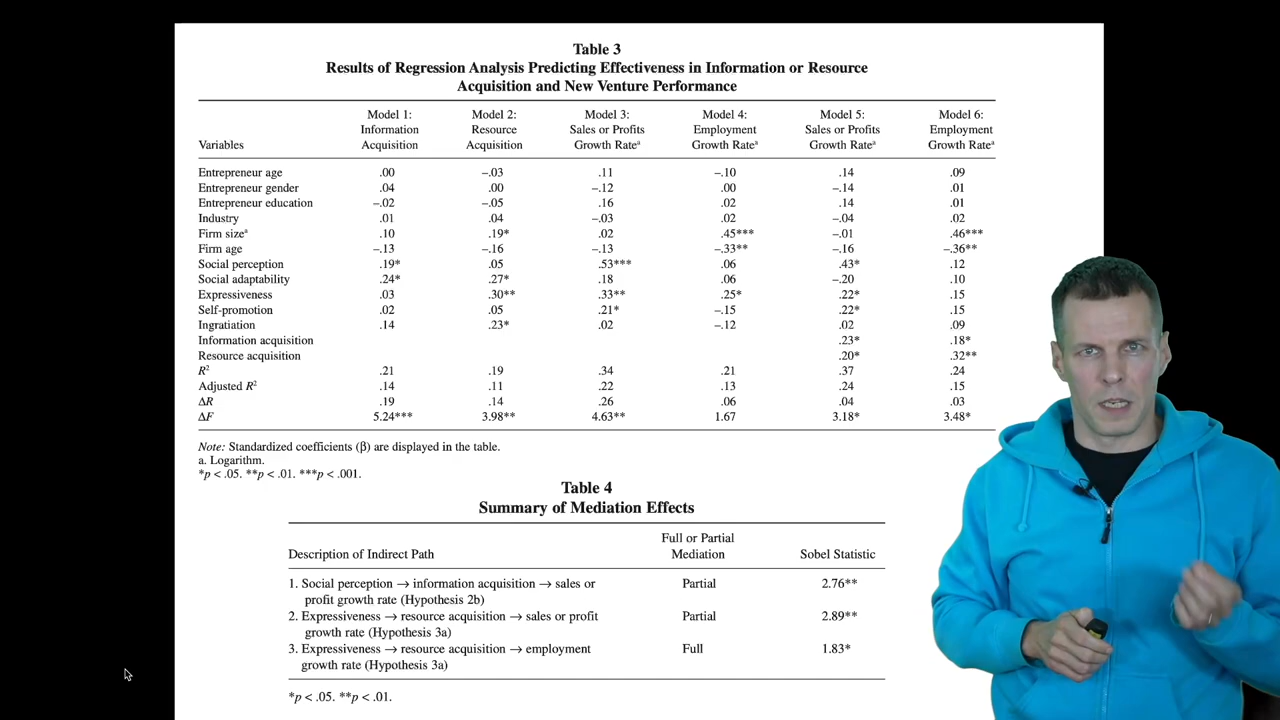 Table 3
Results of Regression Analysis Predicting Effectiveness in Information or Resource
Acquisition and New Venture Performance
Model 1: Model 2: Model 3: Model 4: Model 5: Model 6:
Information Resource Sales or Profits Employment Sales or Profits Employment
Variables Acquisition Acquisition Growth Rateᵃ Growth Rateᵃ Growth Rateᵃ Growth Rateᵃ
Entrepreneur age .00 –.03 .11 –.10 .14 .09
Entrepreneur gender .04 .00 –.12 .00 –.14 .01
Entrepreneur education –.02 –.05 .16 .02 .14 .01
Industry .01 .04 –.03 .02 –.04 .02
Firm sizeᵃ .10 .19* .02 .45*** –.01 .46***
Firm age –.13 –.16 –.13 –.33** –.16 –.36**
Social perception .19* .05 .53*** .06 .43* .12
Social adaptability .24* .27* .18 .06 –.20 .10
Expressiveness .03 .30** .33** .25* .22* .15
Self-promotion .02 .05 .21* –.15 .22* .15
Ingratiation .14 .23* .02 –.12 .02 .09
Information acquisition .23* .18*
Resource acquisition .20* .32**
R² .21 .19 .34 .21 .37 .24
Adjusted R² .14 .11 .22 .13 .24 .15
ΔR .19 .14 .26 .06 .04 .03
ΔF 5.24*** 3.98** 4.63** 1.67 3.18* 3.48*
Note: Standardized coefficients (β) are displayed in the table.
a. Logarithm.
*p < .05. **p < .01. ***p < .001.
Table 4
Summary of Mediation Effects
Full or Partial
Description of Indirect Path Mediation Sobel Statistic
1. Social perception → information acquisition → sales or Partial 2.76**
profit growth rate (Hypothesis 2b)
2. Expressiveness → resource acquisition → sales or profit Partial 2.89**
growth rate (Hypothesis 3a)
3. Expressiveness → resource acquisition → employment Full 1.83*
growth rate (Hypothesis 3a)
*p < .05. **p < .01.